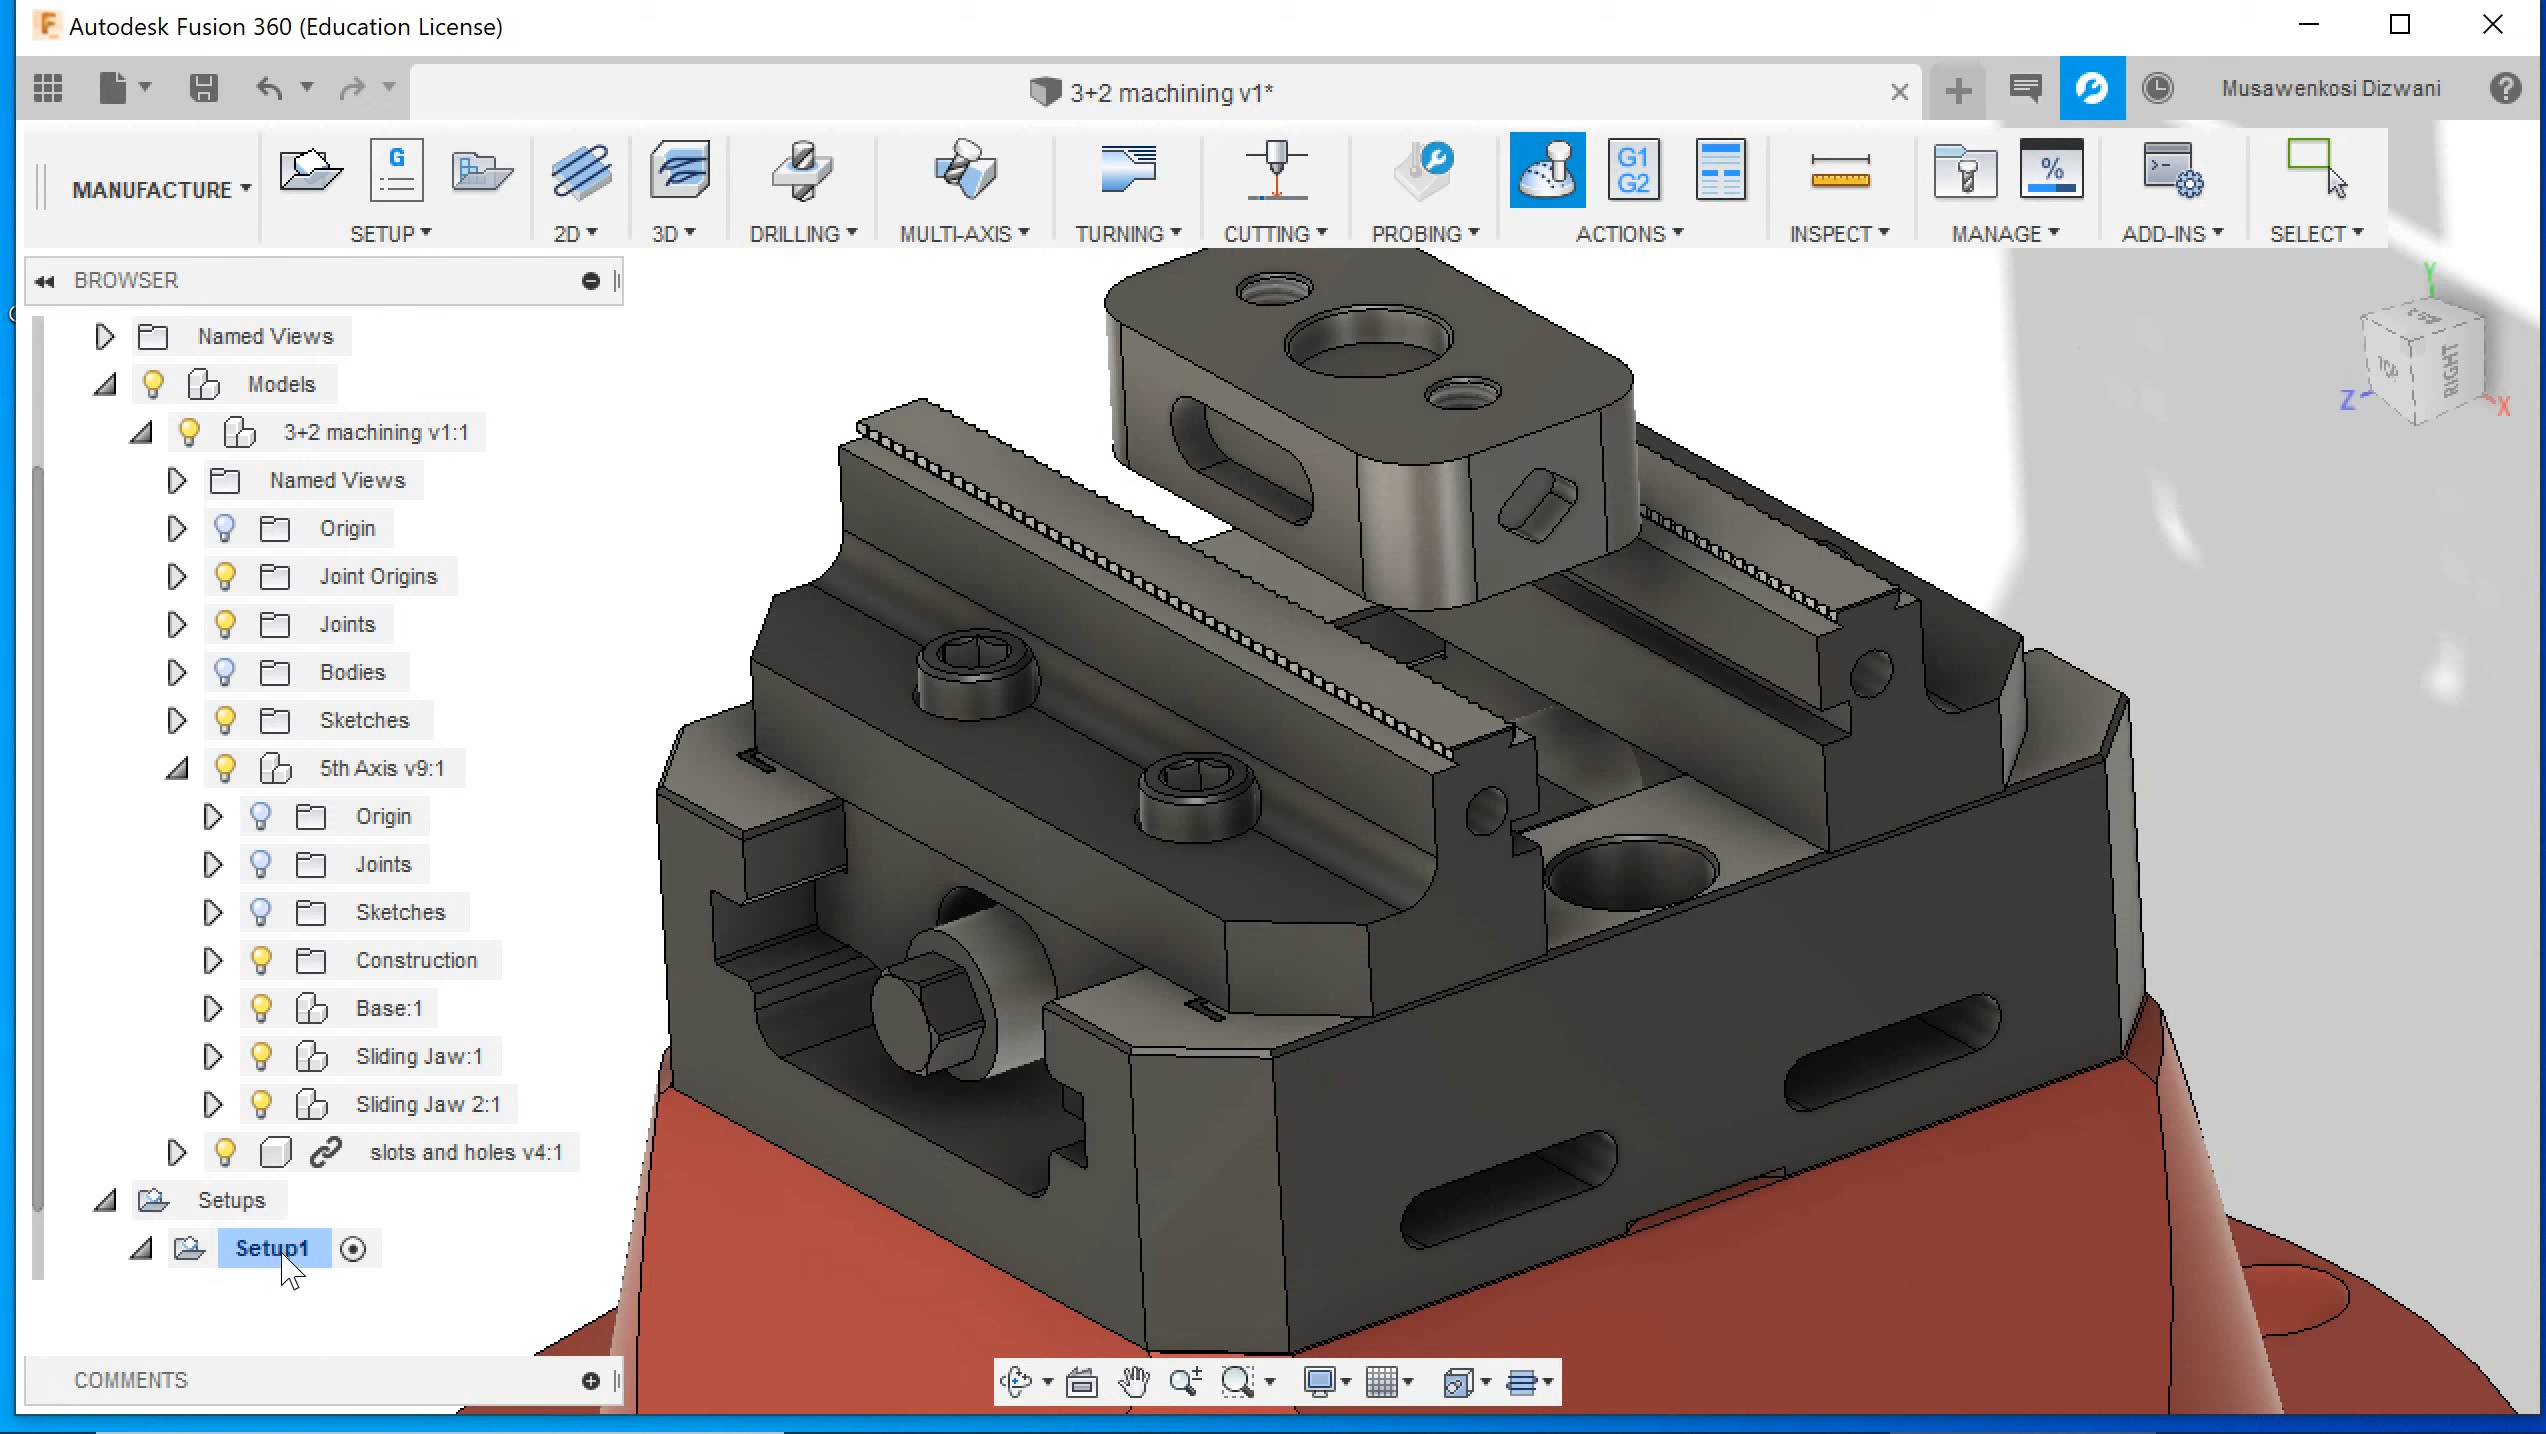 Autodesk Fusion 360 (Education License)
3+2 machining v1*
Musawenkosi Dizwani
MANUFACTURE
G
G1
G2
%
SETUP
2D
3D
DRILLING
MULTI-AXIS
TURNING
CUTTING
PROBING
ACTIONS
INSPECT
MANAGE
ADD-INS
SELECT
BROWSER
Named Views
Models
3+2 machining v1:1
Named Views
Origin
Joint Origins
Joints
Bodies
Sketches
5th Axis v9:1
Origin
Joints
Sketches
Construction
Base:1
Sliding Jaw:1
Sliding Jaw 2:1
slots and holes v4:1
Setups
Setup1
COMMENTS
Y
TOP
RIGHT
Z
X